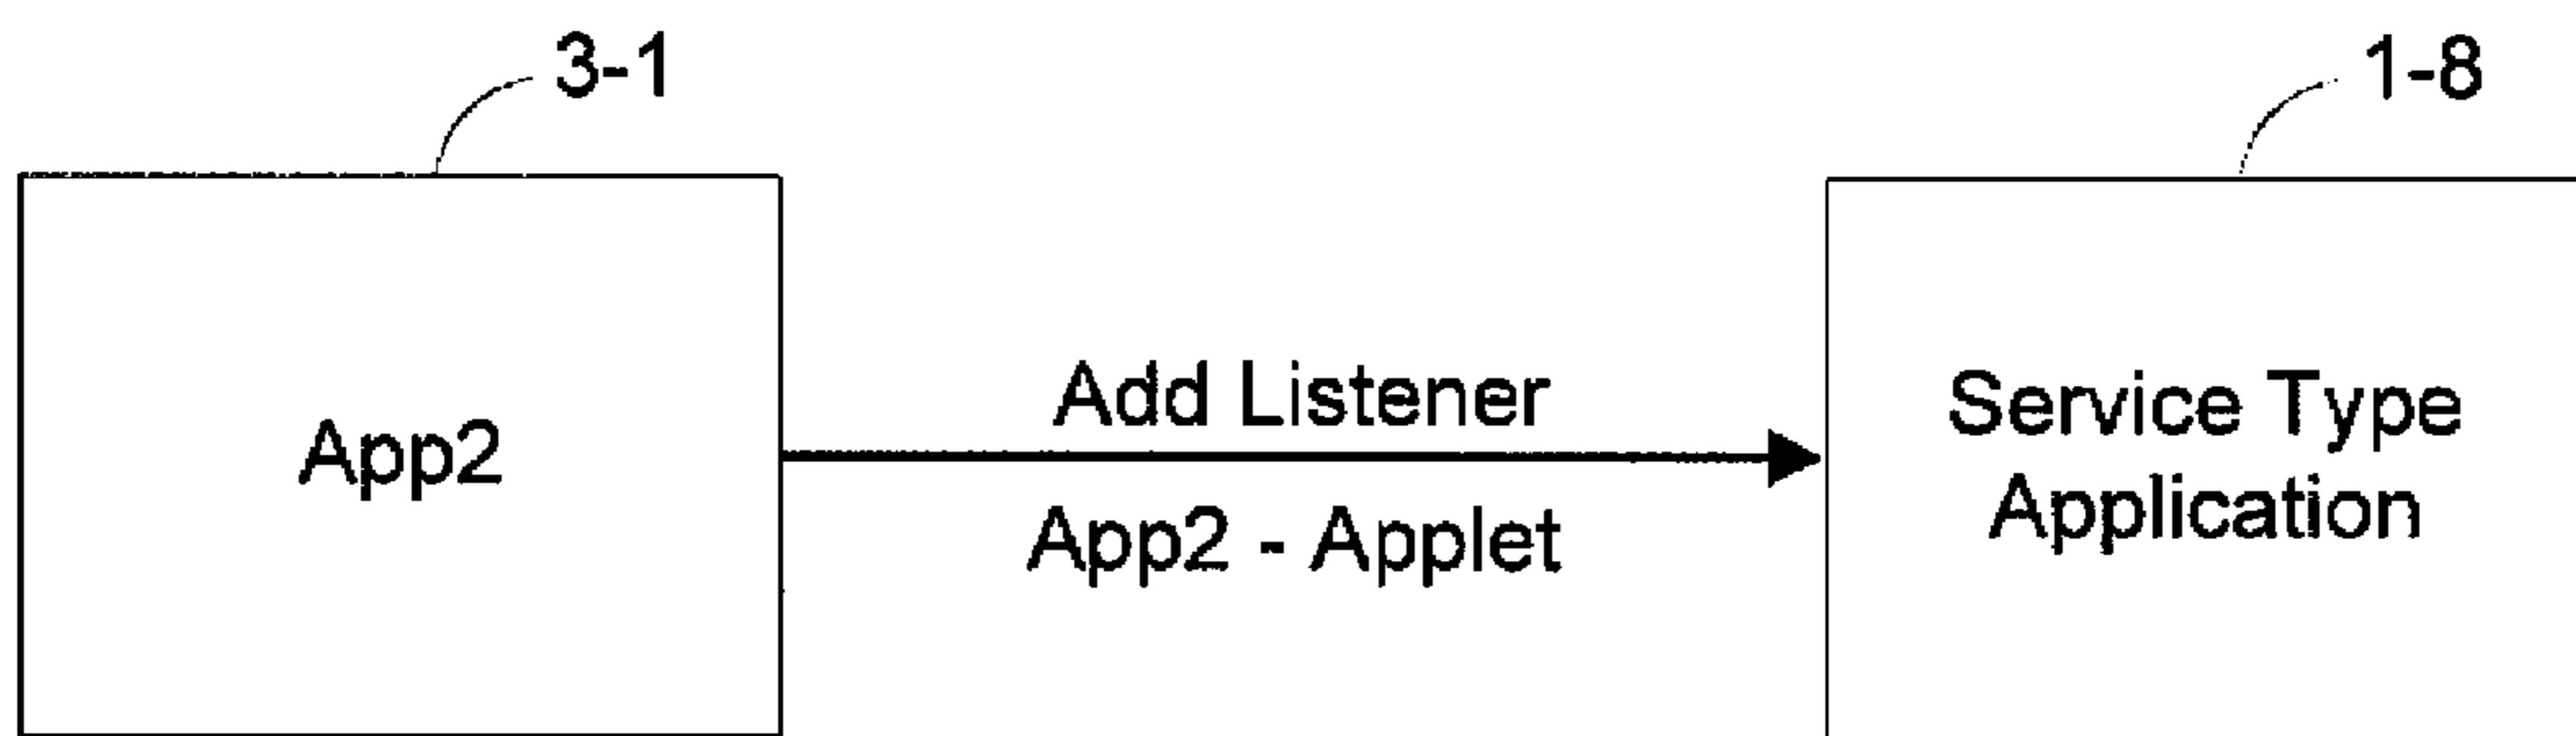 3-1
1-8
App2
Add Listener
App2 - Applet
Service Type
Application